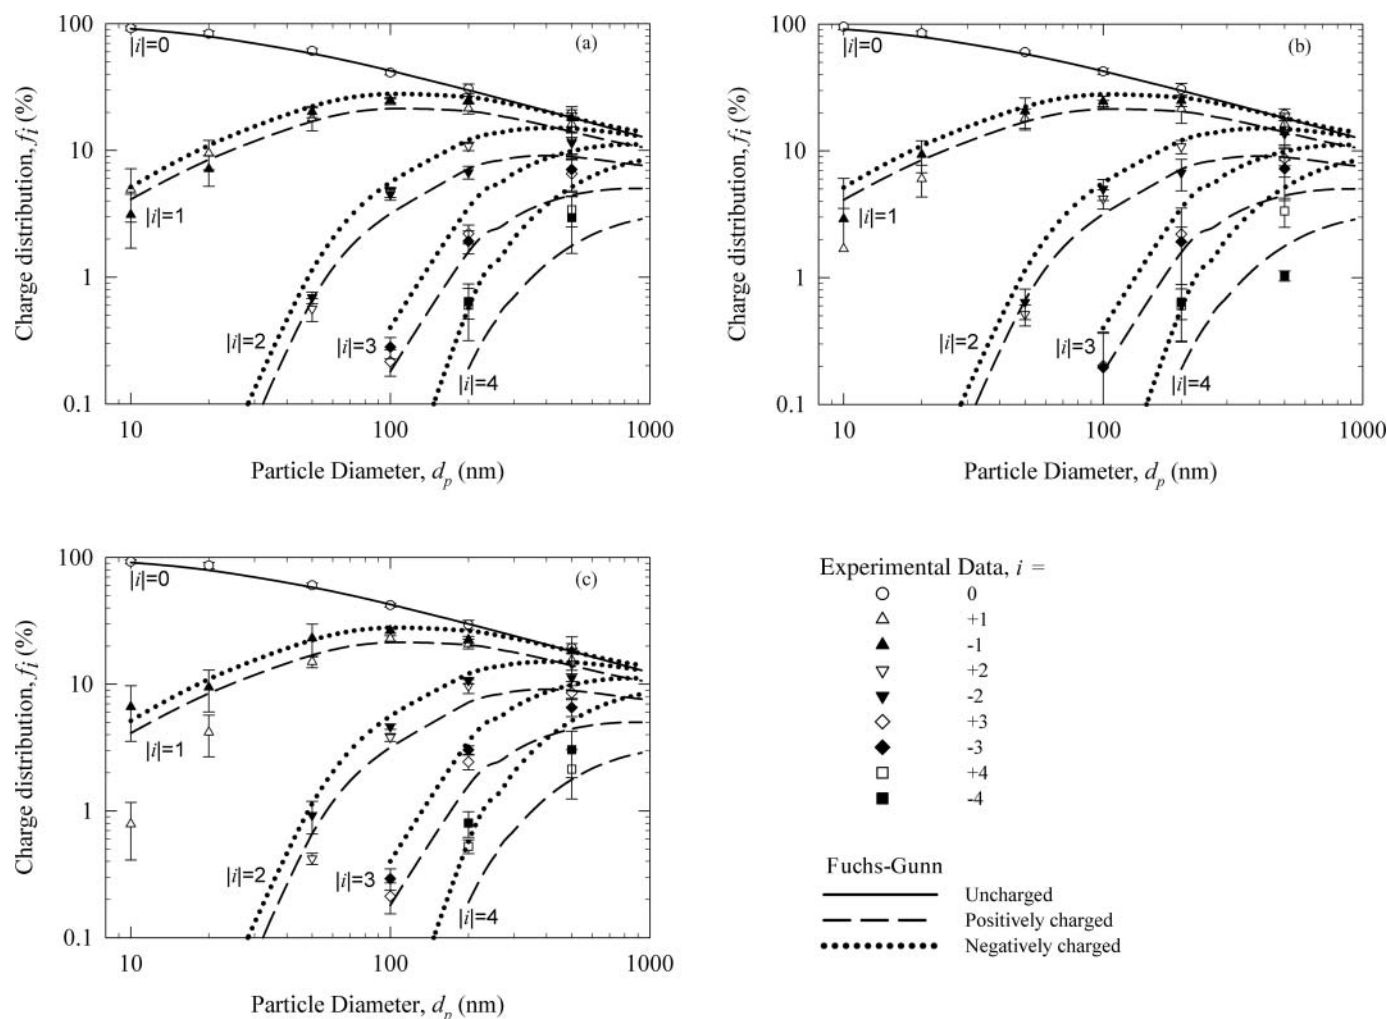 100
|i|=0
(a)
10
|i|=1
1
|i|=2
|i|=3
|i|=4
0.1
10
100
1000
Charge distribution, fi (%)
Particle Diameter, dp (nm)
100
|i|=0
(b)
10
|i|=1
1
|i|=2
|i|=3
|i|=4
0.1
10
100
1000
Charge distribution, fi (%)
Particle Diameter, dp (nm)
100
|i|=0
(c)
10
|i|=1
1
|i|=2
|i|=3
|i|=4
0.1
10
100
1000
Charge distribution, fi (%)
Particle Diameter, dp (nm)
Experimental Data, i =
0
+1
-1
+2
-2
+3
-3
+4
-4
Fuchs-Gunn
Uncharged
Positively charged
Negatively charged